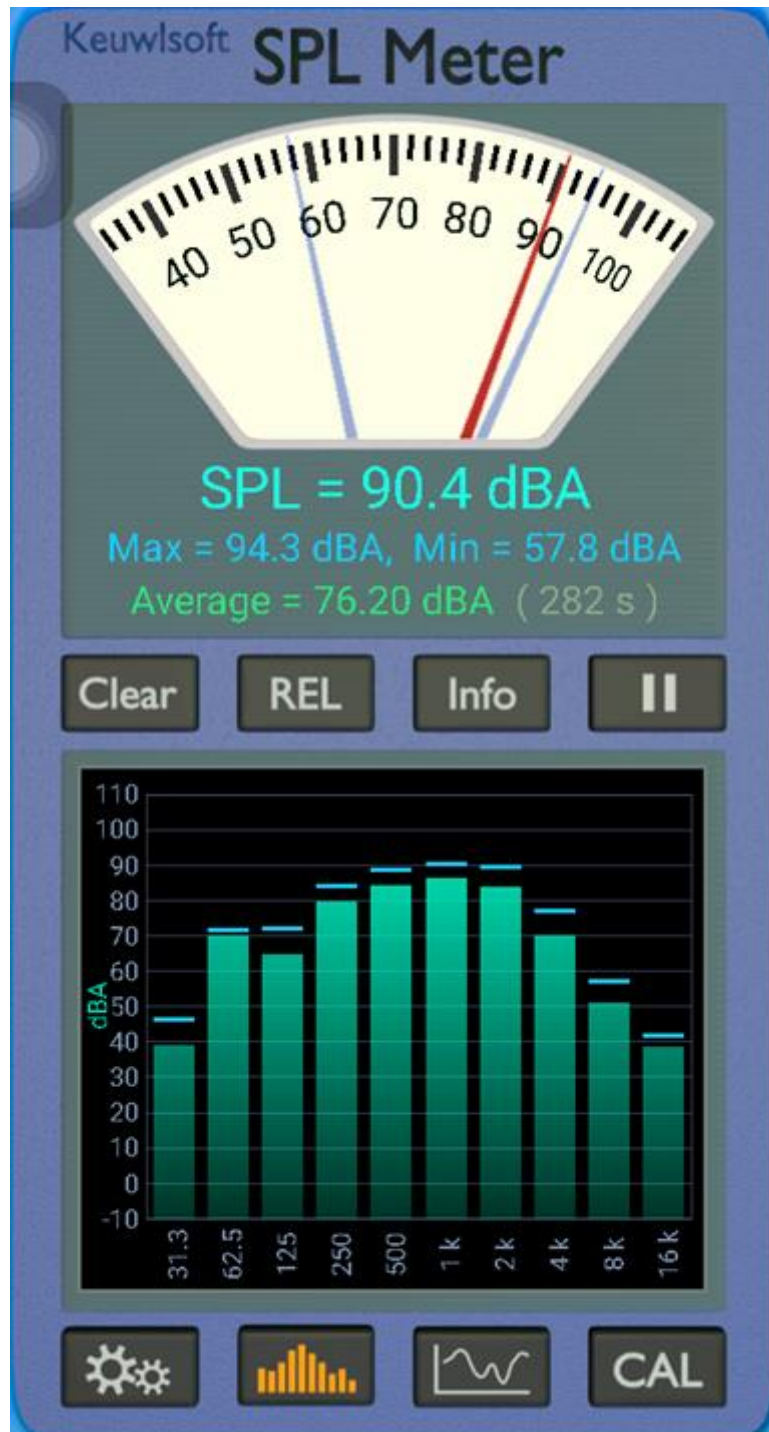 Keuwlsoft SPL Meter
40 50 60 70 80 90 100
SPL = 90.4 dBA
Max = 94.3 dBA, Min = 57.8 dBA
Average = 76.20 dBA ( 282 s )
Clear REL Info
110
100
90
80
70
60
50
40
30
20
10
0
-10
dBA
31.3 62.5 125 250 500 1 k 2 k 4 k 8 k 16 k
CAL